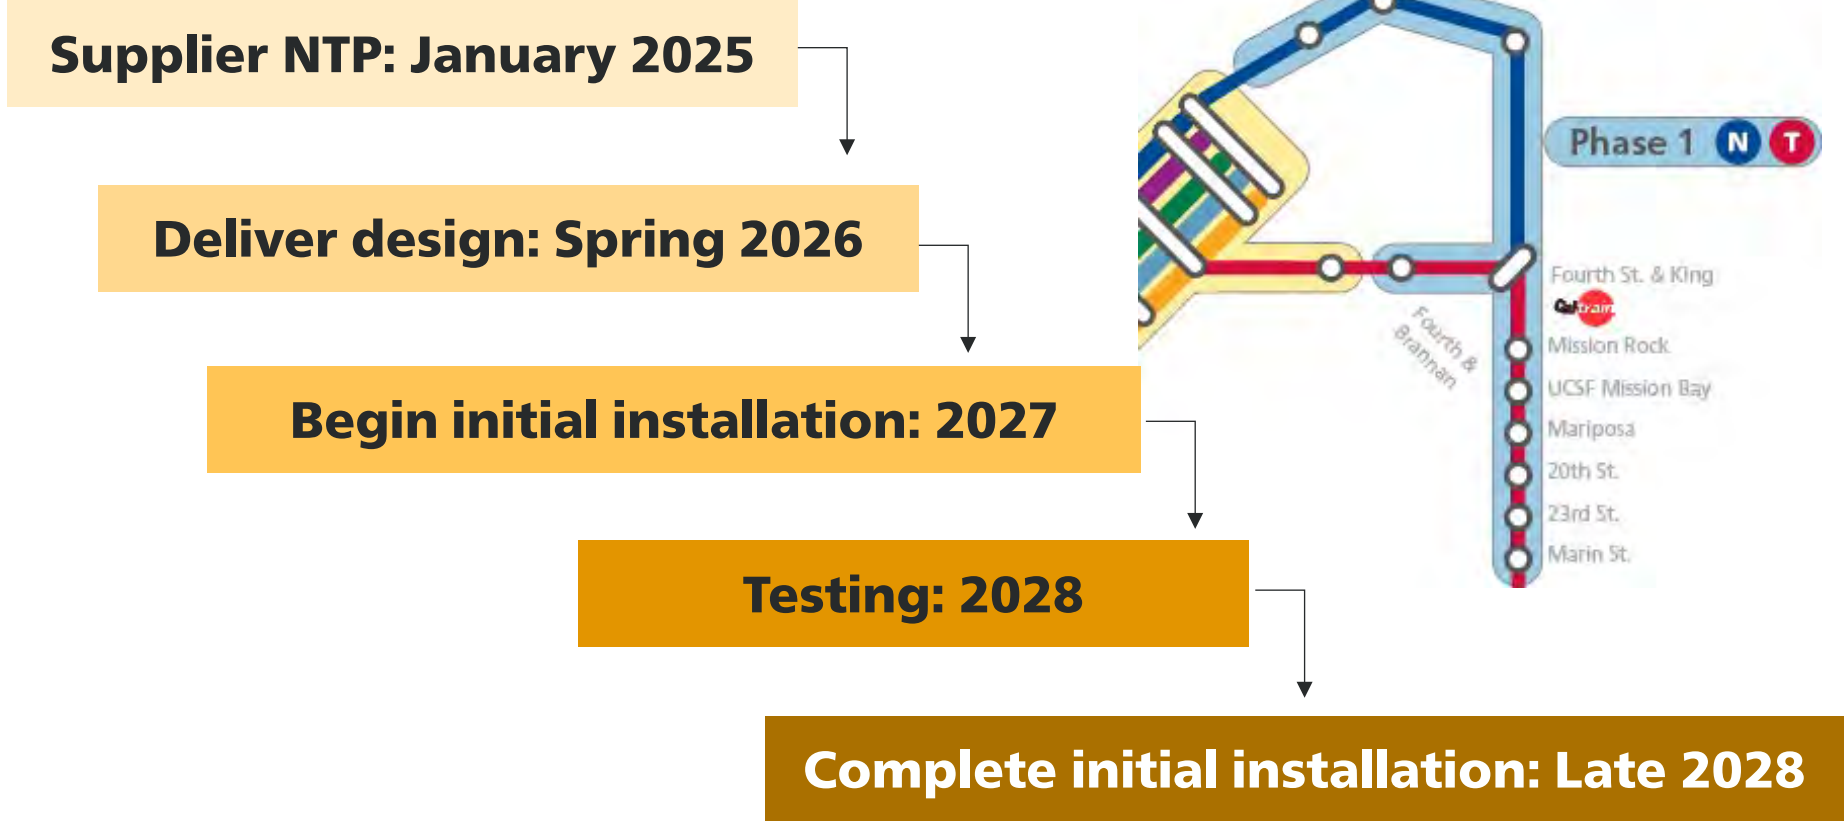 Supplier NTP: January 2025
Deliver design: Spring 2026
Begin initial installation: 2027
Testing: 2028
Complete initial installation: Late 2028
Phase 1 N T
Fourth St. & King
Caltrain
Fourth &
Brannan
Mission Rock
UCSF Mission Bay
Mariposa
20th St.
23rd St.
Marin St.